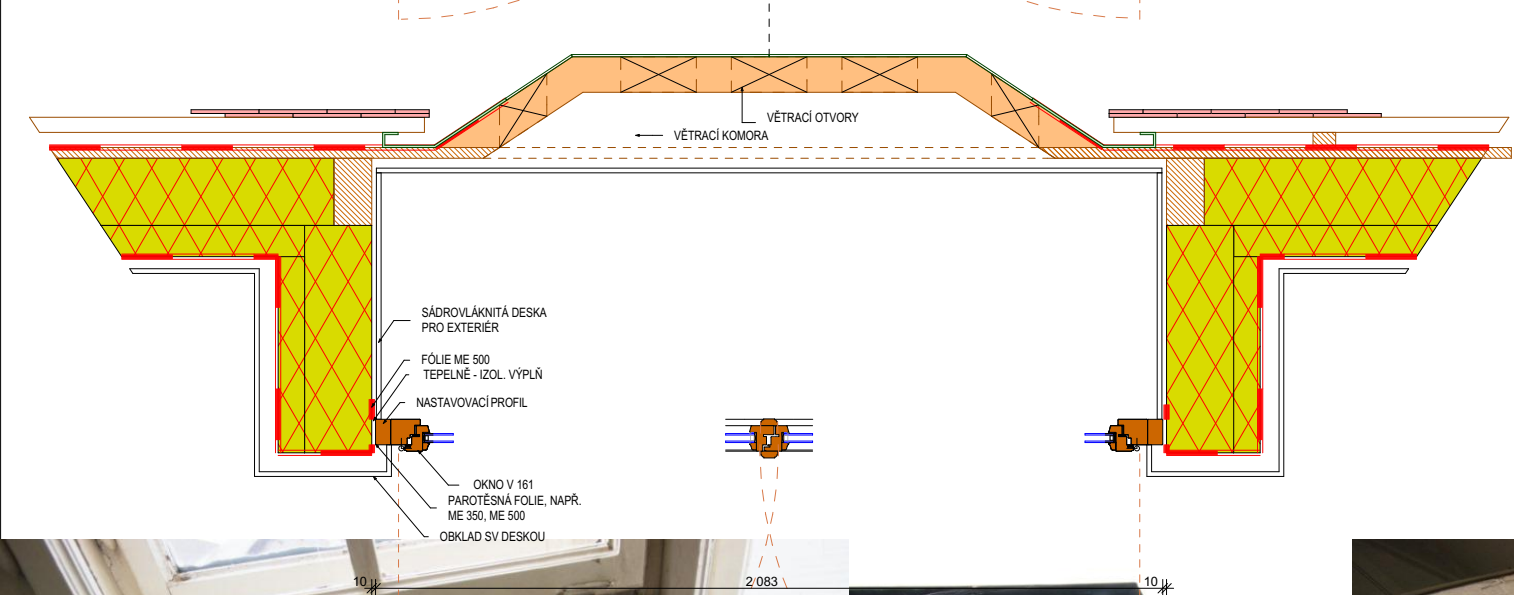 VĚTRACÍ OTVORY
VĚTRACÍ KOMORA
SÁDROVLÁKNITÁ DESKA
PRO EXTERIÉR
FÓLIE ME 500
TEPELNĚ - IZOL. VÝPLŇ
NASTAVOVACÍ PROFIL
OKNO V 161
PAROTĚSNÁ FOLIE, NAPŘ.
ME 350, ME 500
OBKLAD SV DESKOU
10 2 083 10